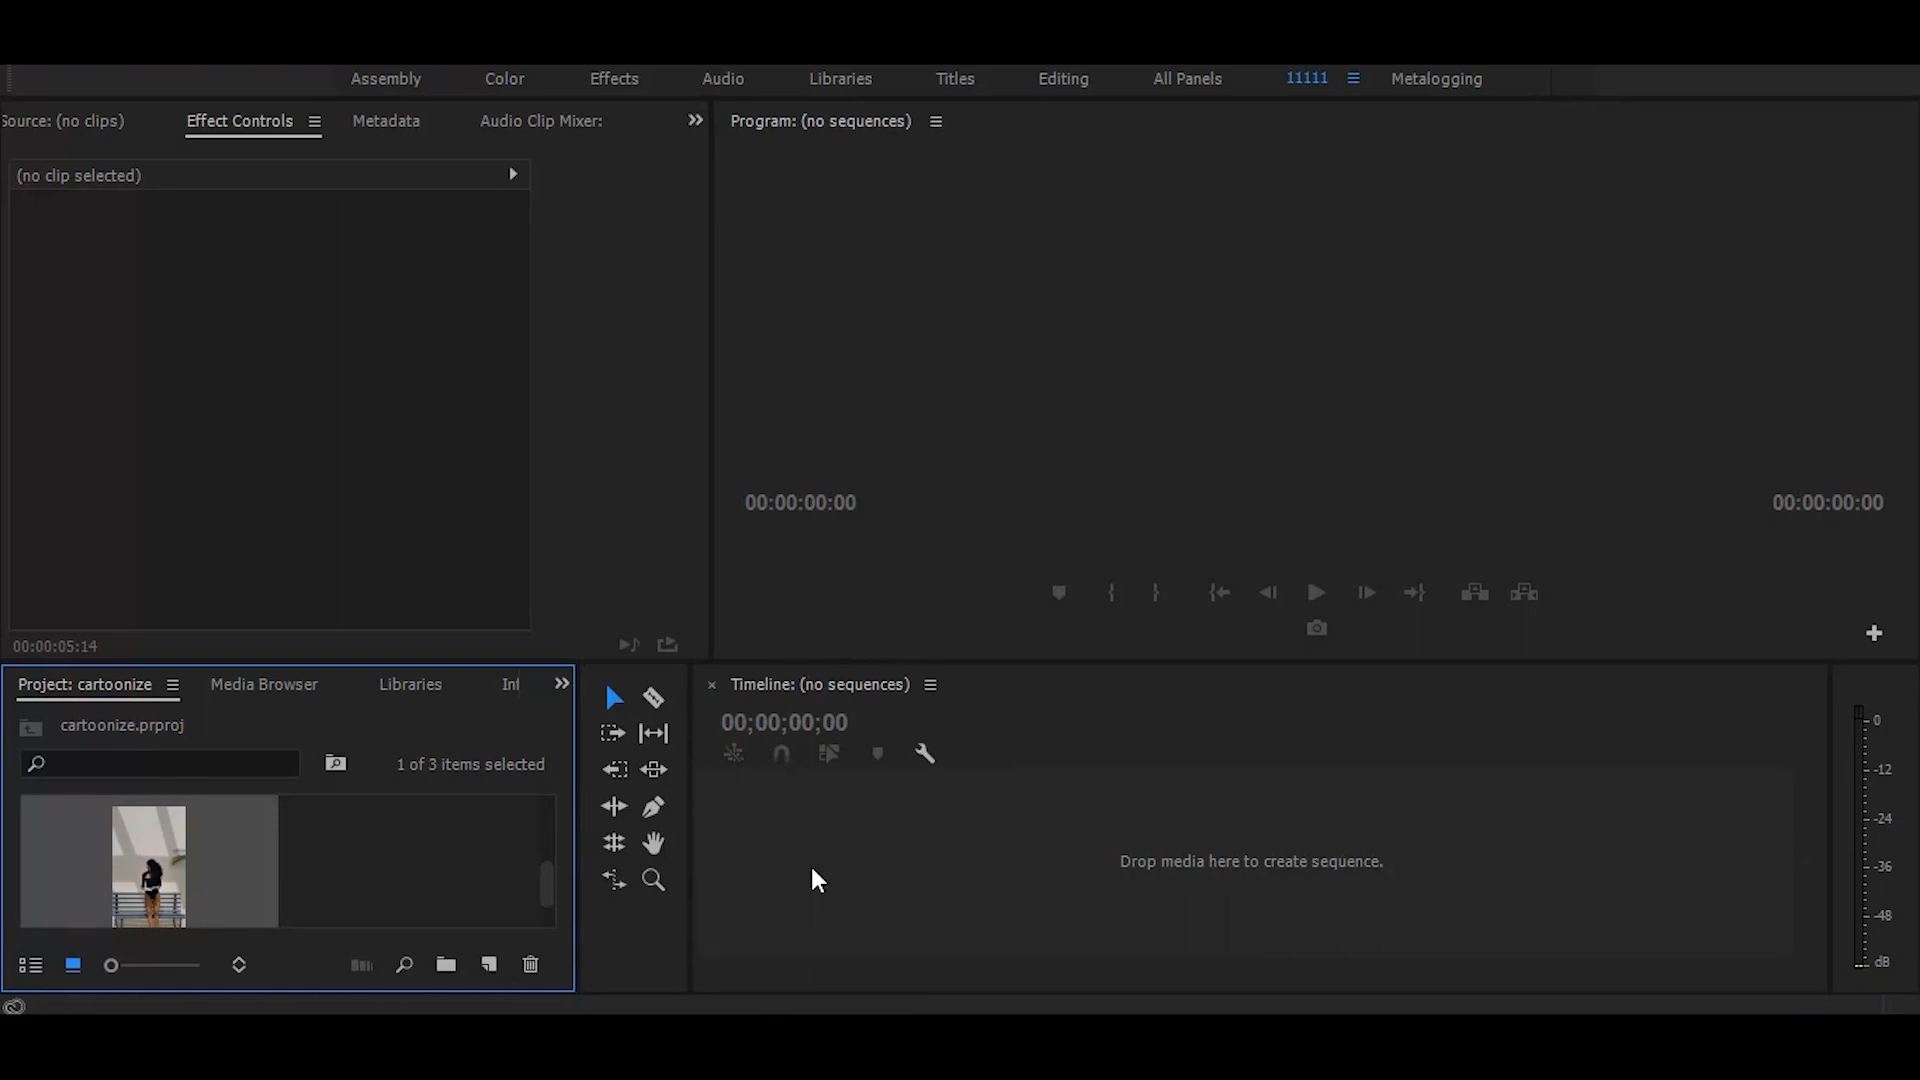 Assembly Color Effects Audio Libraries Titles Editing All Panels 11111 Metalogging
Source: (no clips) Effect Controls Metadata Audio Clip Mixer:
(no clip selected)
00:00:05:14
Program: (no sequences)
00:00:00:00 00:00:00:00
Project: cartoonize Media Browser Libraries
cartoonize.prproj
1 of 3 items selected
Timeline: (no sequences)
00;00;00;00
Drop media here to create sequence.
0
-12
-24
-36
-48
dB